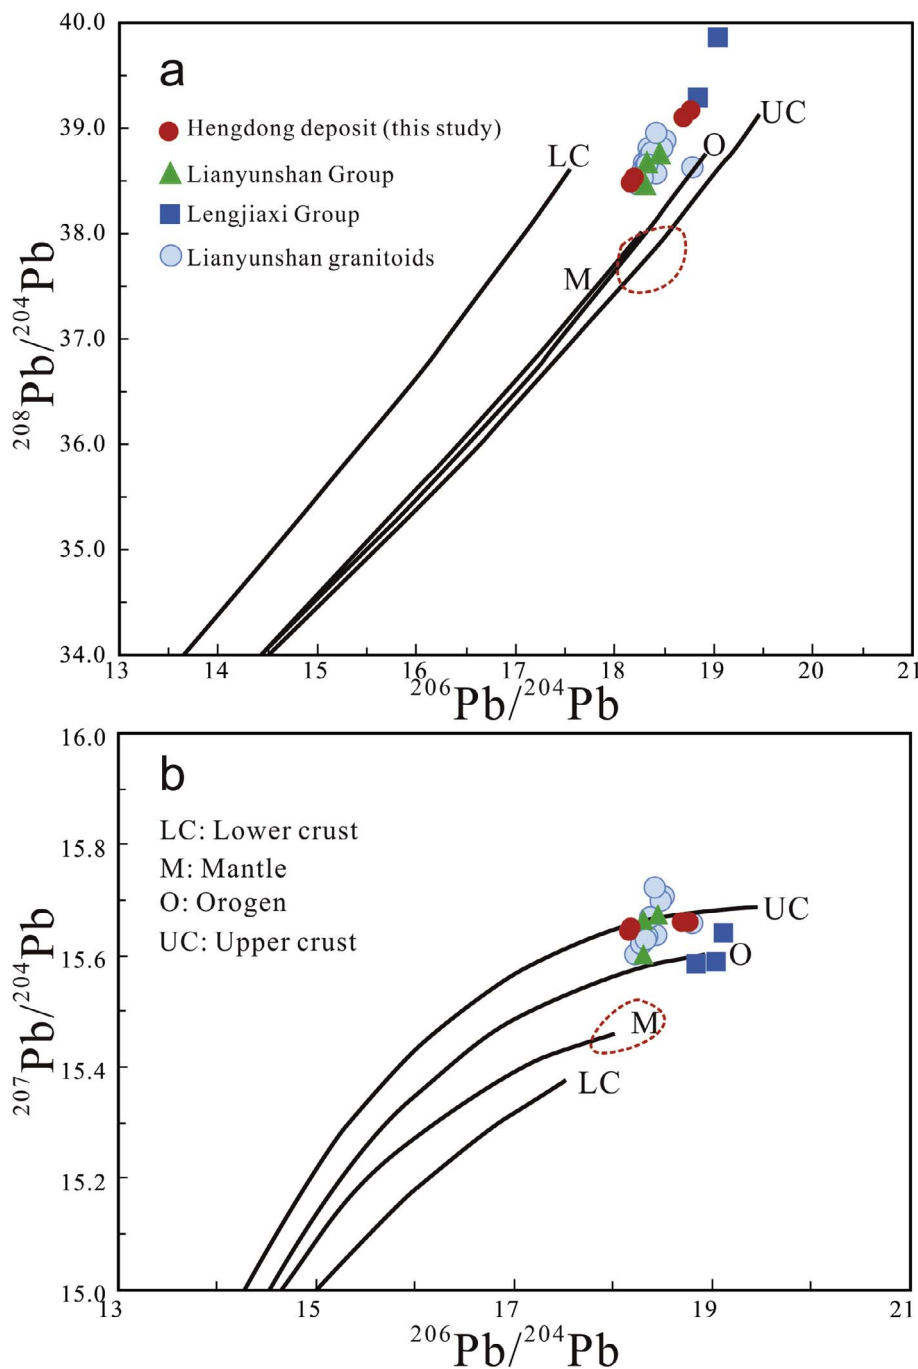 40.0
a
Hengdong deposit (this study)
Lianyunshan Group
Lengjiaxi Group
Lianyunshan granitoids
39.0
38.0
37.0
36.0
35.0
34.0
LC
UC
O
M
13
14
15
16
17
18
19
20
21
²⁰⁸Pb/²⁰⁴Pb
²⁰⁶Pb/²⁰⁴Pb
16.0
b
LC: Lower crust
M: Mantle
O: Orogen
UC: Upper crust
15.8
15.6
15.4
15.2
15.0
UC
O
M
LC
13
15
17
19
21
²⁰⁷Pb/²⁰⁴Pb
²⁰⁶Pb/²⁰⁴Pb